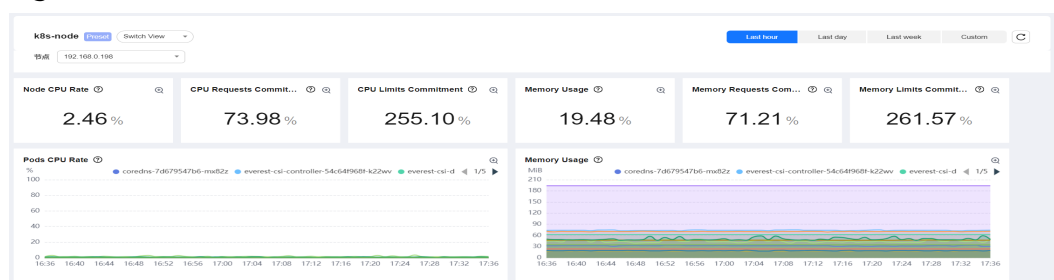 k8s-node Preset Switch View Last hour Last day Last week Custom
节点 192.168.0.198
Node CPU Rate CPU Requests Commit... CPU Limits Commitment Memory Usage Memory Requests Com... Memory Limits Commit...
2.46 % 73.98 % 255.10 % 19.48 % 71.21 % 261.57 %
Pods CPU Rate
%
coredns-7d679547b6-mx82z everest-csi-controller-54c64f968f-k22wv everest-csi-d 1/5
100
80
60
40
20
0
16:36 16:40 16:44 16:48 16:52 16:56 17:00 17:04 17:08 17:12 17:16 17:20 17:24 17:28 17:32 17:36
Memory Usage
MiB
coredns-7d679547b6-mx82z everest-csi-controller-54c64f968f-k22wv everest-csi-d 1/5
210
180
150
120
90
60
30
0
16:36 16:40 16:44 16:48 16:52 16:56 17:00 17:04 17:08 17:12 17:16 17:20 17:24 17:28 17:32 17:36